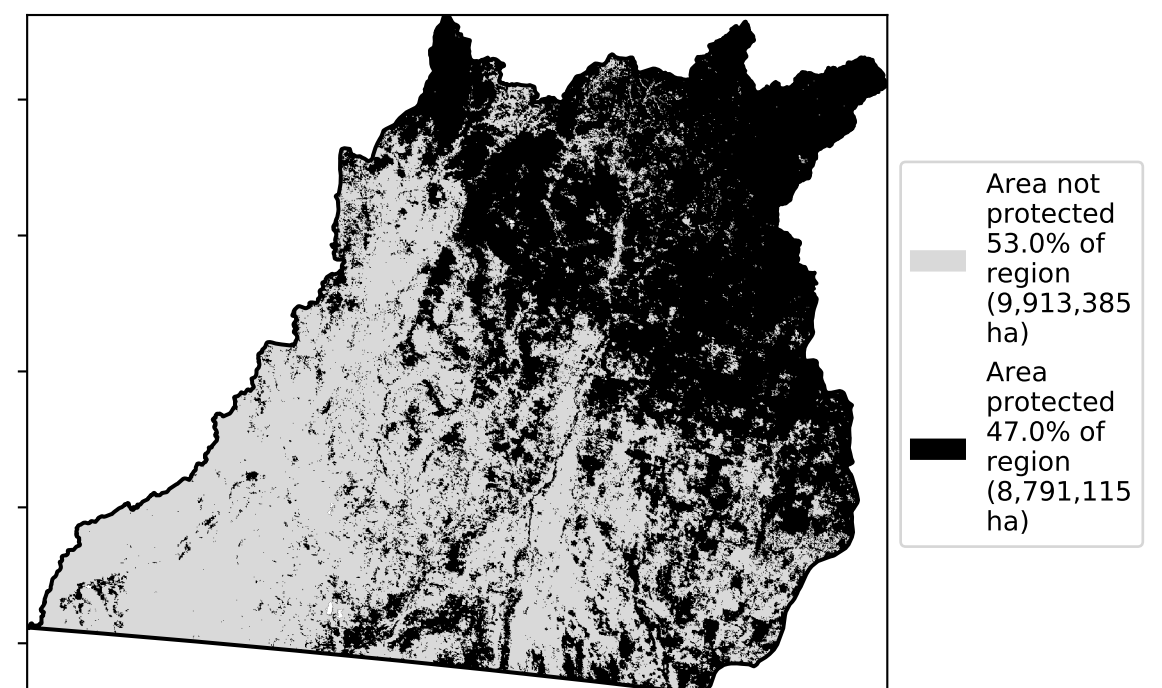 Area not
protected
53.0% of
region
(9,913,385
ha)
Area
protected
47.0% of
region
(8,791,115
ha)